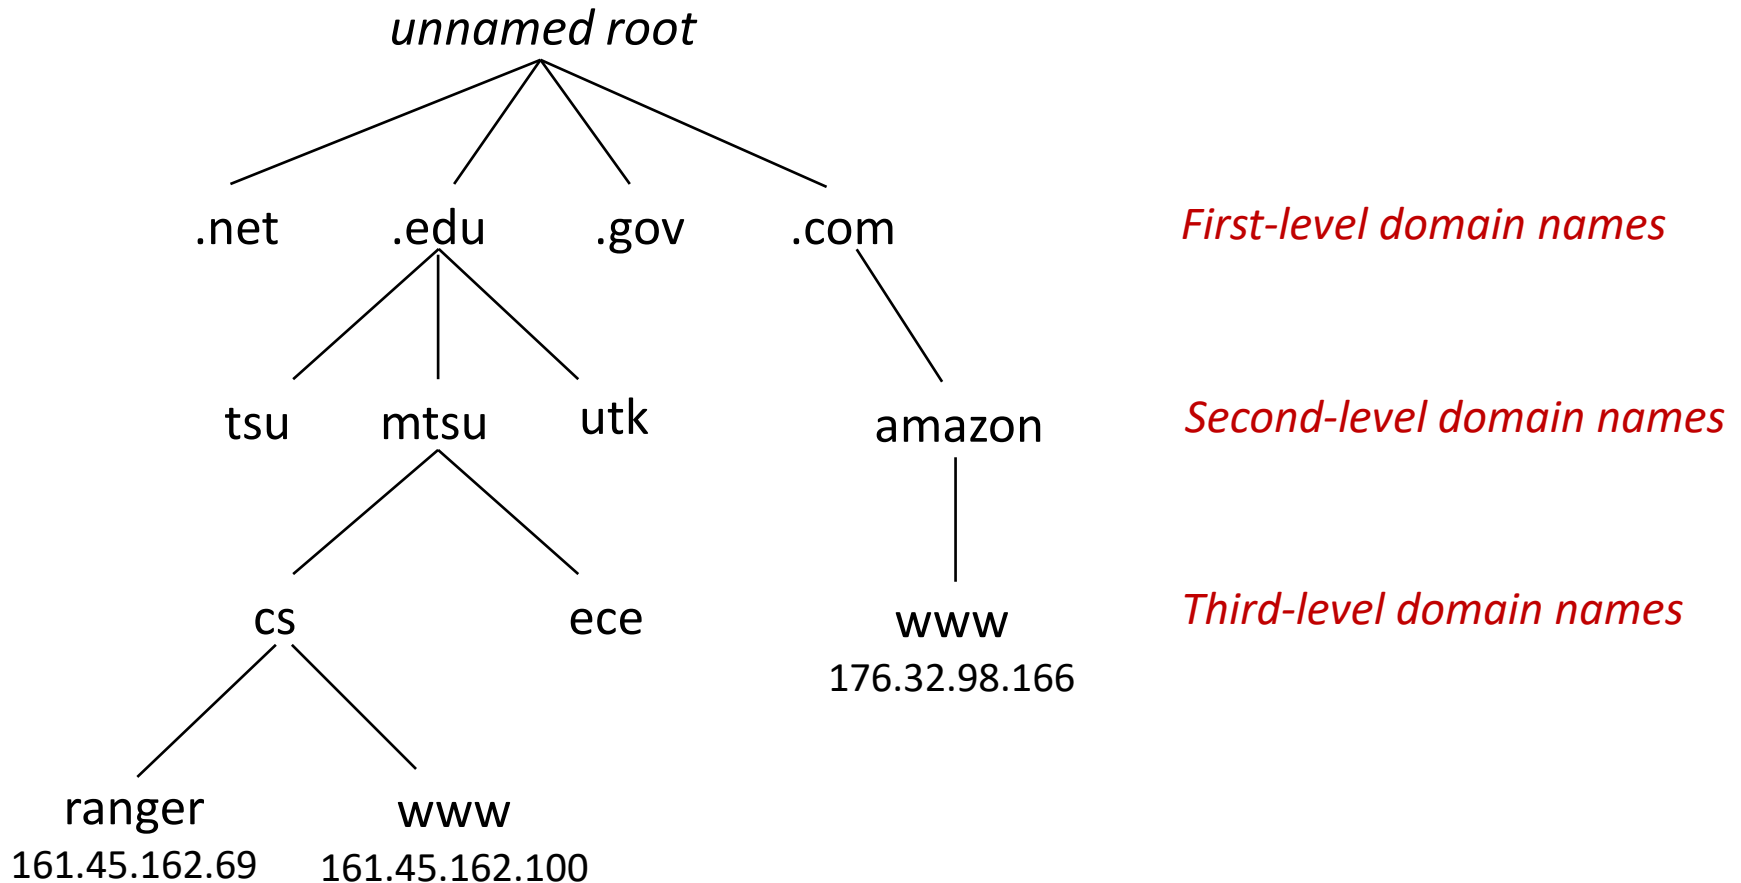 unnamed root
.net .edu .gov .com First-level domain names
tsu mtsu utk amazon Second-level domain names
cs ece www Third-level domain names
176.32.98.166
ranger www
161.45.162.69 161.45.162.100